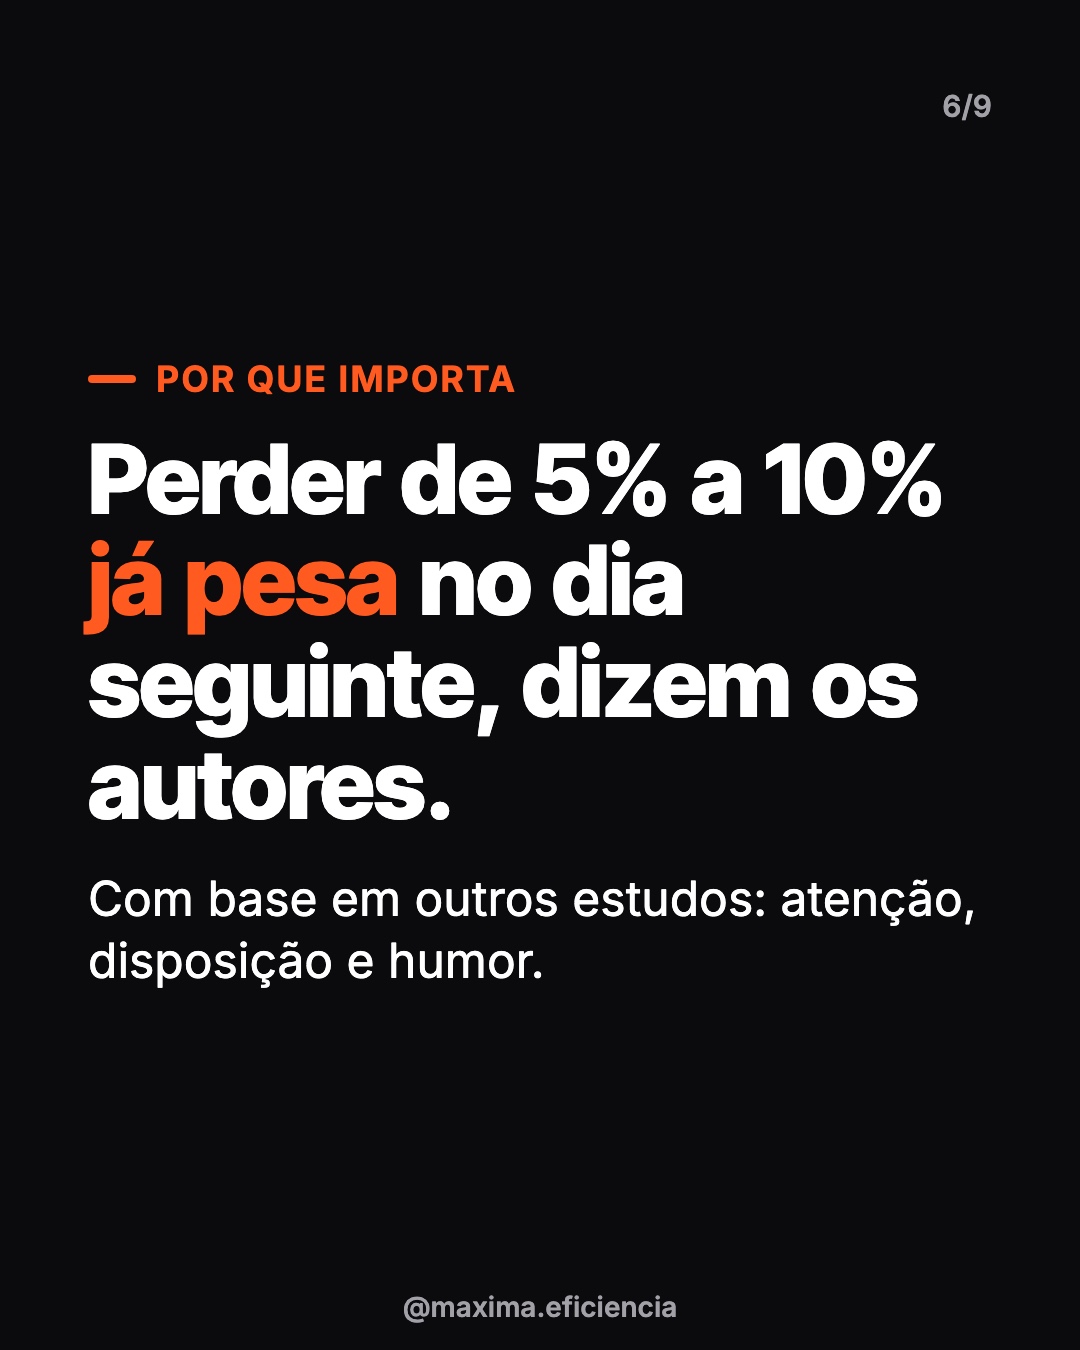 6/9
POR QUE IMPORTA
Perder de 5% a 10%
já pesa no dia
seguinte, dizem os
autores.
Com base em outros estudos: atenção,
disposição e humor.
@maxima.eficiencia